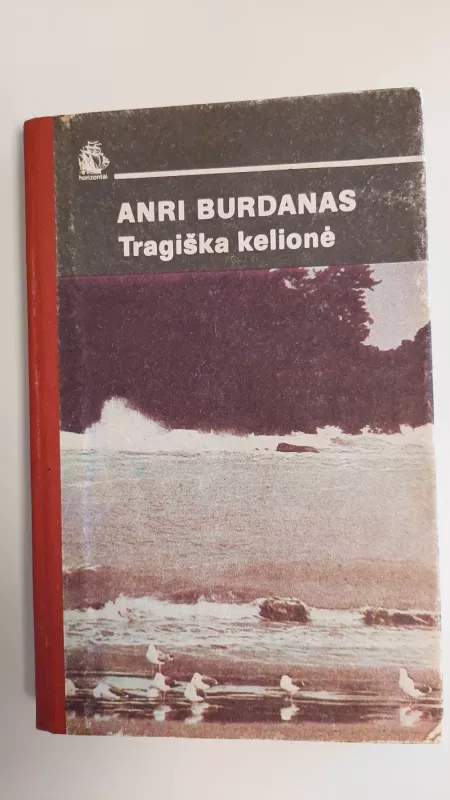 horizontai
ANRI BURDANAS
Tragiška kelionė